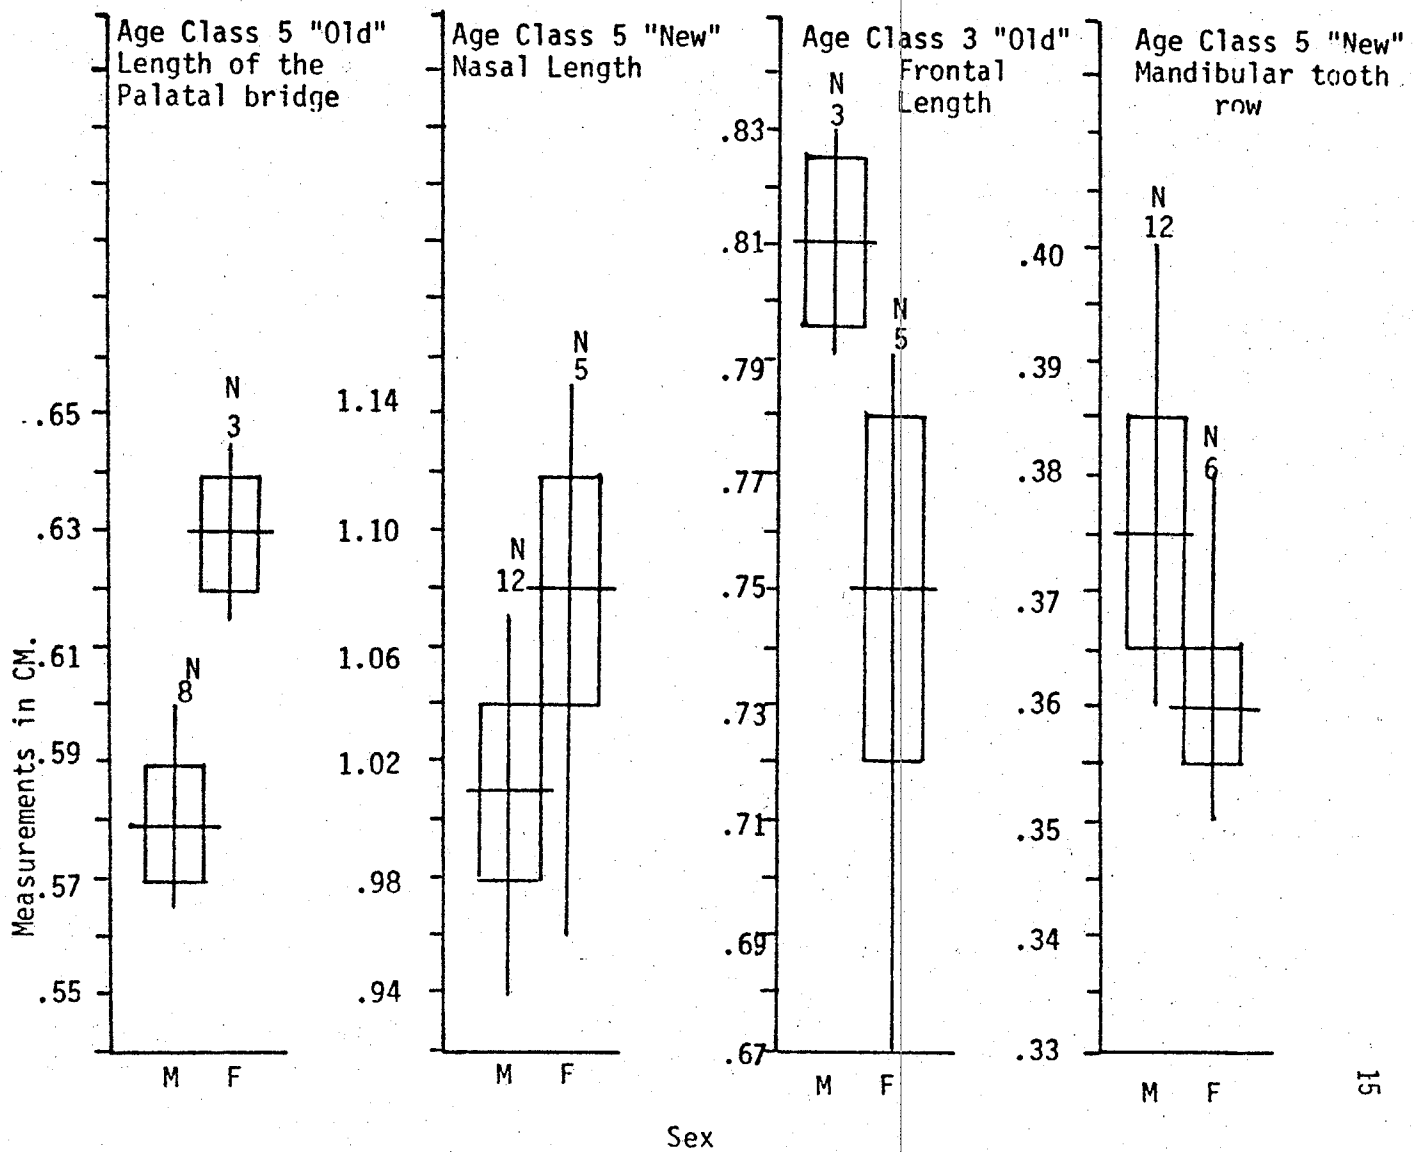 Age Class 5 "Old"
Length of the
Palatal bridge
.65
.63
.61
.59
.57
.55
N
3
N
8
M F
Measurements in CM.
Age Class 5 "New"
Nasal Length
1.14
1.10
1.06
1.02
.98
.94
N
5
N
12
M F
Age Class 3 "Old"
Frontal
Length
.83
.81
.79
.77
.75
.73
.71
.69
.67
N
3
N
5
M F
Age Class 5 "New"
Mandibular tooth
row
.40
.39
.38
.37
.36
.35
.34
.33
N
12
N
6
M F
Sex
15